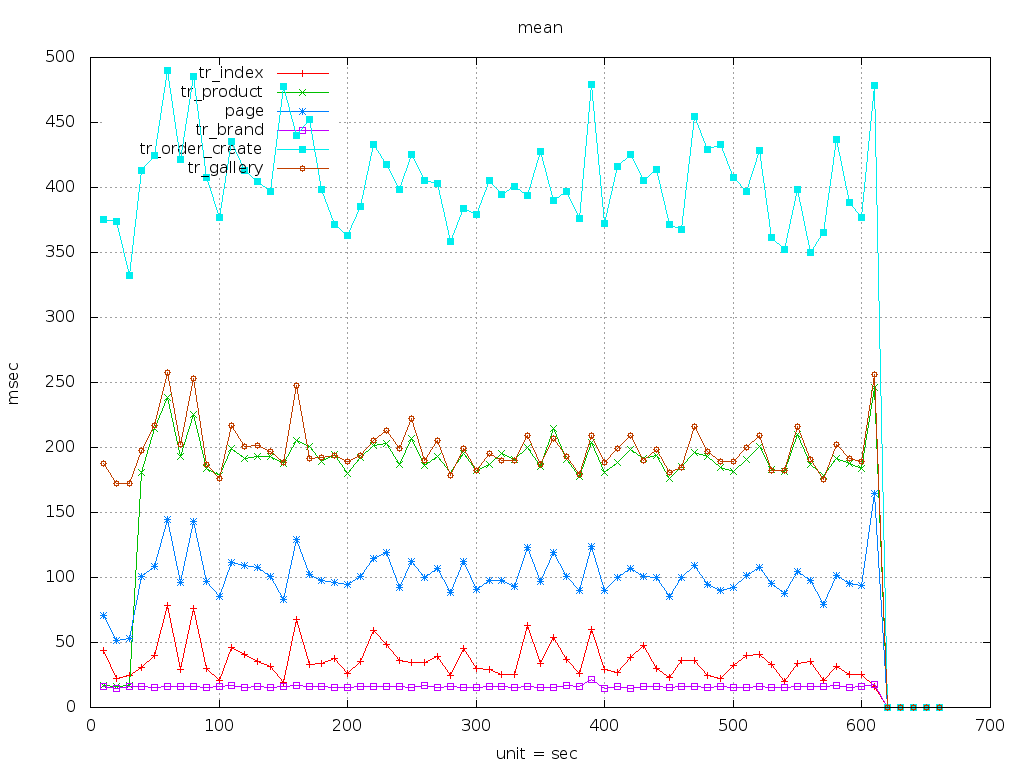 mean
500
450
400
350
300
250
200
150
100
50
0
msec
tr_index
tr_product
page
tr_brand
tr_order_create
tr_gallery
0 100 200 300 400 500 600 700
unit = sec